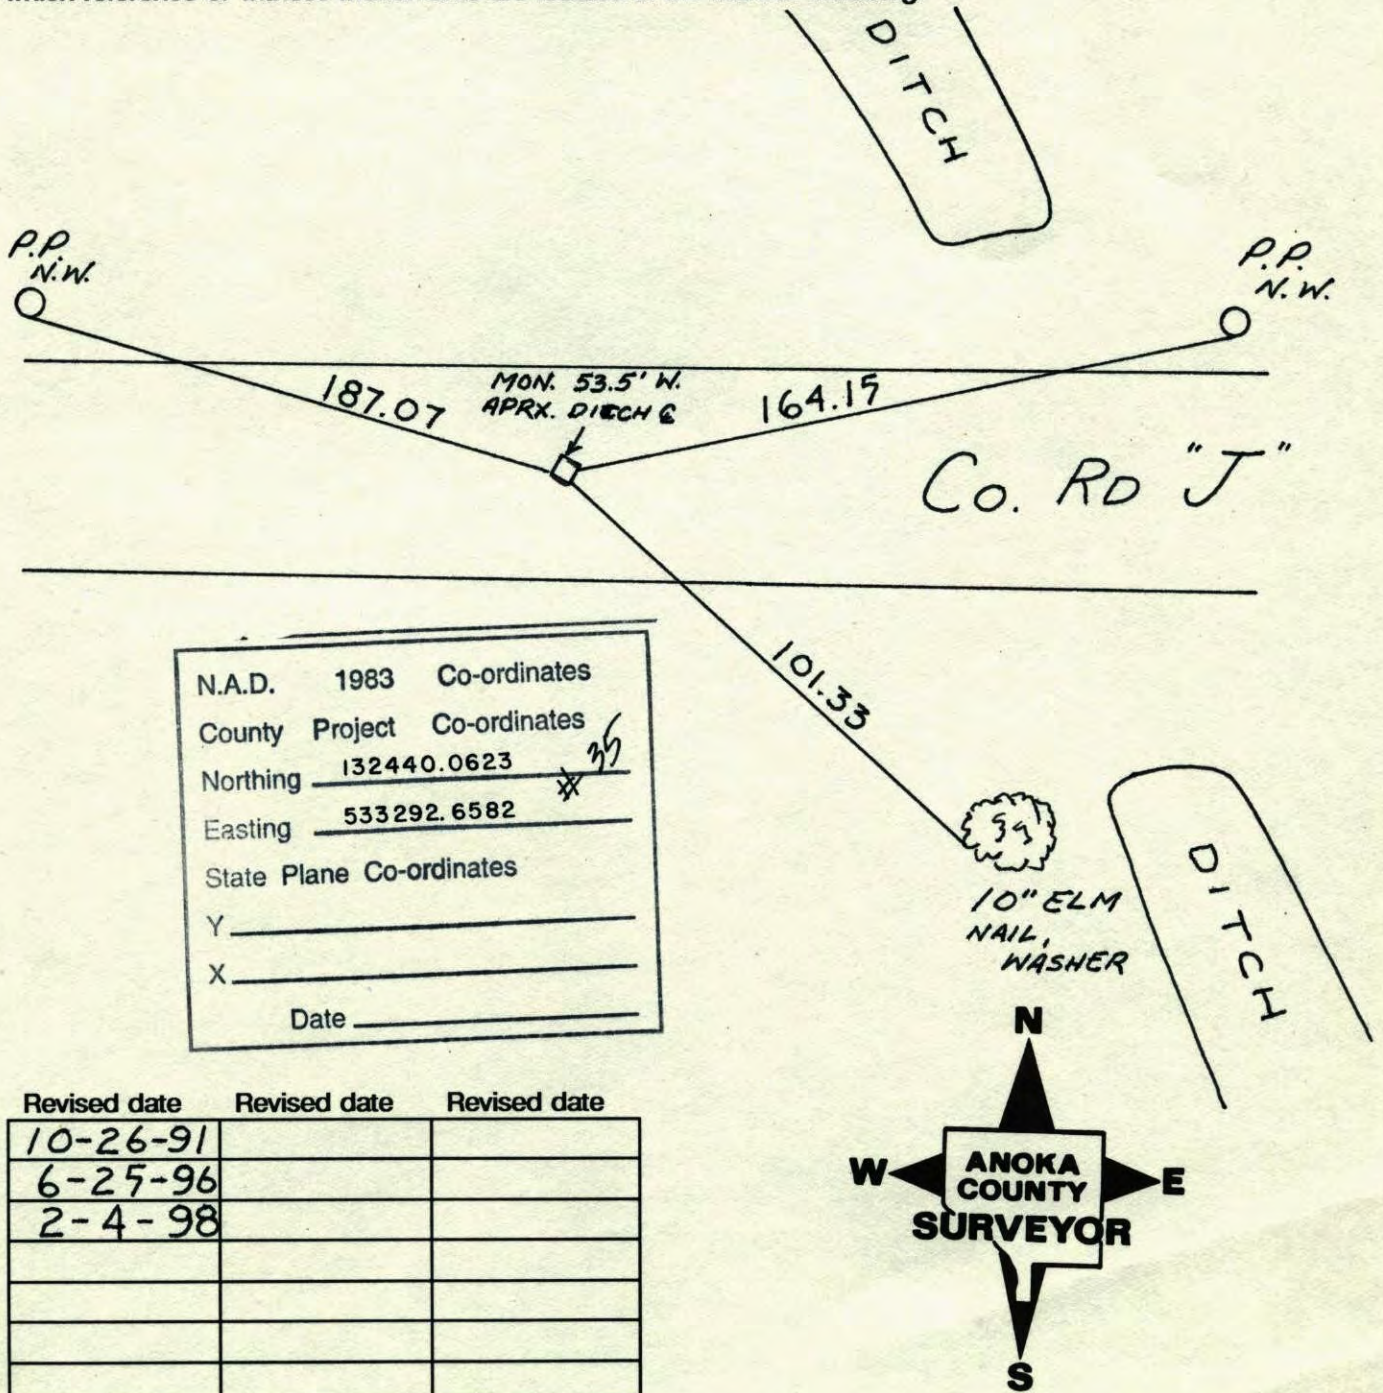 DITCH
P.P.
N.W.
P.P.
N.W.
187.07
MON. 53.5' W.
APRX. DITCH ℄
164.15
Co. RD "J"
101.33
N.A.D. 1983 Co-ordinates
County Project Co-ordinates
Northing 132440.0623
35
Easting 533292.6582
State Plane Co-ordinates
Y
X
Date
10" ELM
NAIL,
WASHER
DITCH
Revised date Revised date Revised date
10-26-91
6-25-96
2-4-98
N
W
ANOKA
COUNTY
SURVEYOR
E
S